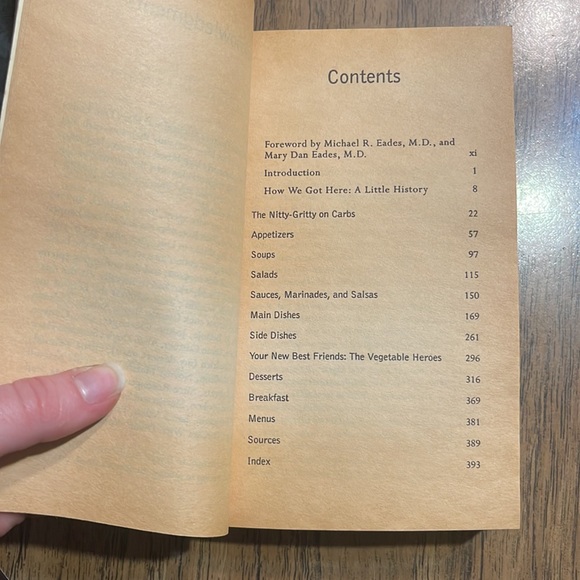 Contents
Foreword by Michael R. Eades, M.D., and
Mary Dan Eades, M.D. xi
Introduction 1
How We Got Here: A Little History 8
The Nitty-Gritty on Carbs 22
Appetizers 57
Soups 97
Salads 115
Sauces, Marinades, and Salsas 150
Main Dishes 169
Side Dishes 261
Your New Best Friends: The Vegetable Heroes 296
Desserts 316
Breakfast 369
Menus 381
Sources 389
Index 393